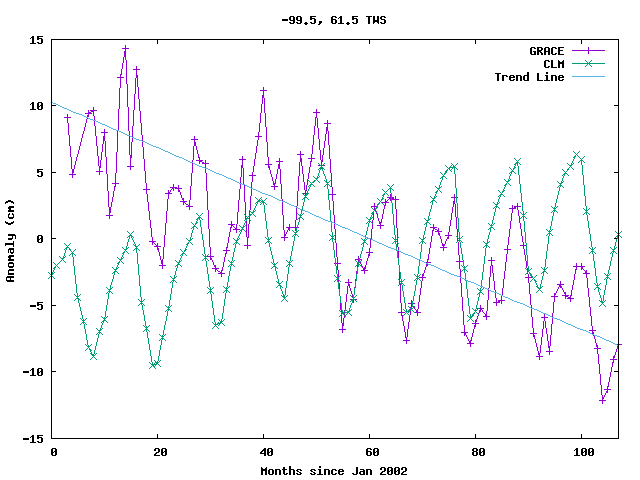 -99.5, 61.5 TWS
15
10
5
0
-5
-10
-15
Anomaly (cm)
GRACE
CLM
Trend Line
0 20 40 60 80 100
Months since Jan 2002